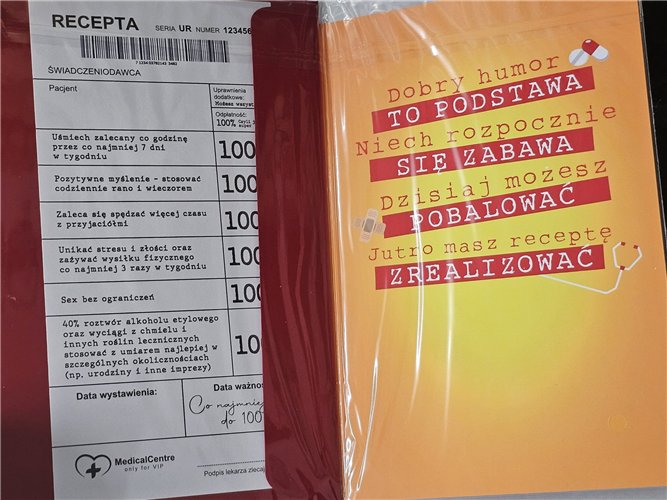 RECEPTA SERIA UR NUMER 123456
ŚWIADCZENIODAWCA
Pacjent
Uprawnienia
dodatkowe:
Możesz wszyst
Odpłatność:
100%
Uśmiech zalecany co godzinę
przez co najmniej 7 dni
w tygodniu
100
Pozytywne myślenie - stosować
codziennie rano i wieczorem
100
Zaleca się spędzać więcej czasu
z przyjaciółmi
100
Unikać stresu i złości oraz
zażywać wysiłku fizycznego
co najmniej 3 razy w tygodniu
100
Sex bez ograniczeń
100
40% roztwór alkoholu etylowego
oraz wyciągi z chmielu i
innych roślin leczniczych
stosować z umiarem najlepiej w
szczególnych okolicznościach
(np. urodziny i inne imprezy)
10
Data wystawienia:
Data ważnoś
Co najmnie
do 100
MedicalCentre
only for VIP
Podpis lekarza zlecaj
Dobry humor
TO PODSTAWA
Niech rozpocznie
SIĘ ZABAWA
Dzisiaj możesz
POBALOWAĆ
Jutro masz receptę
ZREALIZOWAĆ